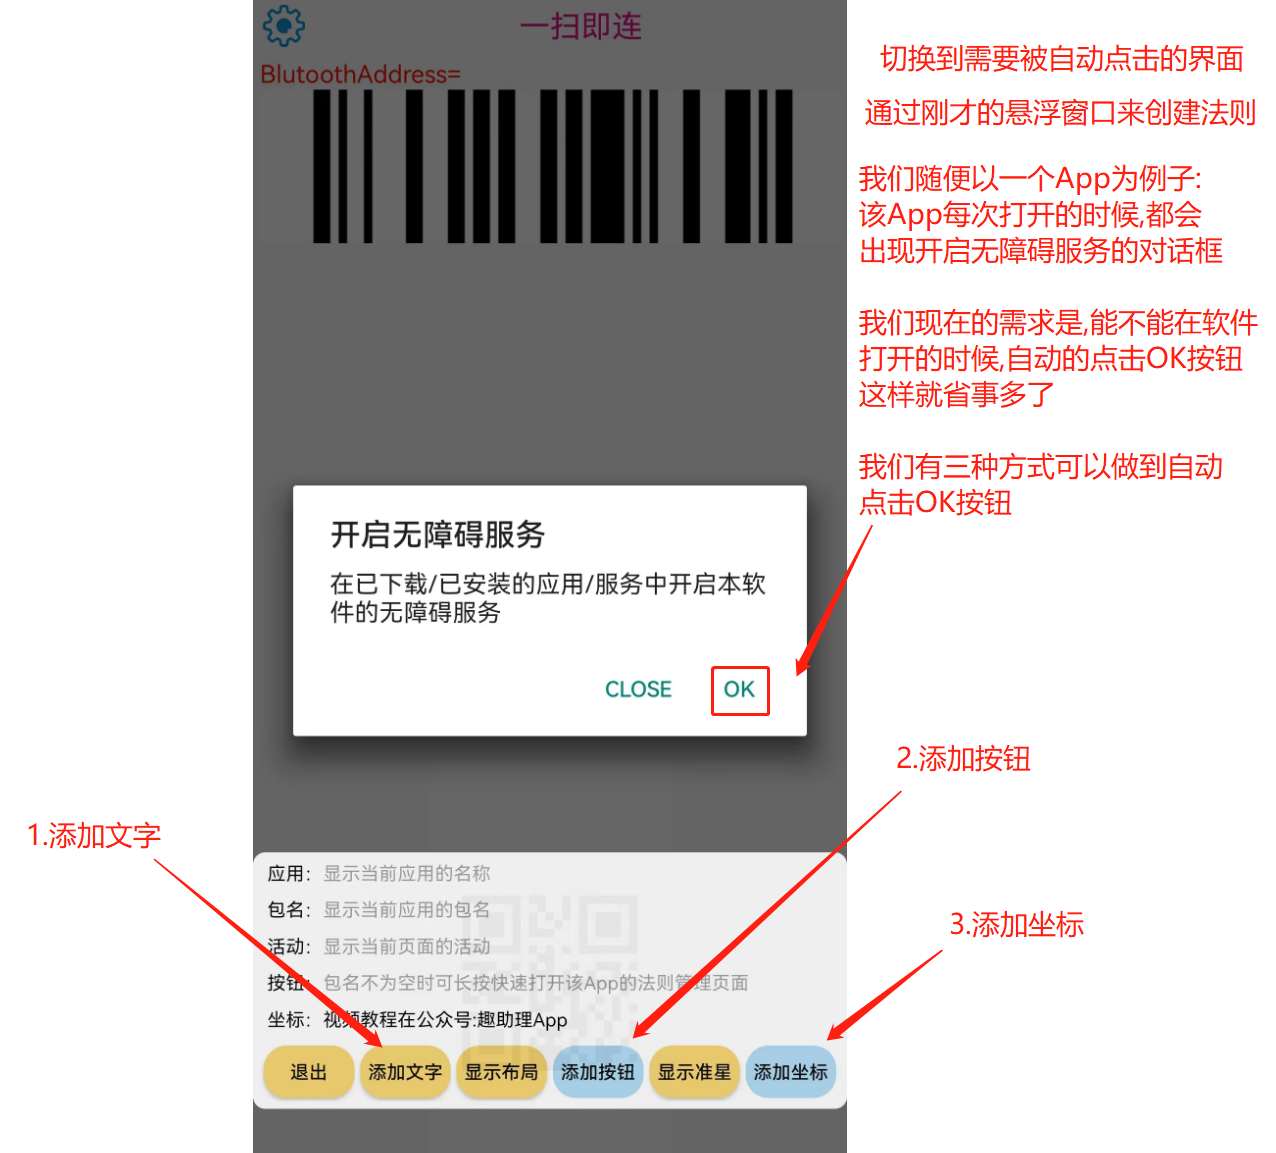 一扫即连
BlutoothAddress=
切换到需要被自动点击的界面
通过刚才的悬浮窗口来创建法则
我们随便以一个App为例子:
该App每次打开的时候,都会
出现开启无障碍服务的对话框
我们现在的需求是,能不能在软件
打开的时候,自动的点击OK按钮
这样就省事多了
我们有三种方式可以做到自动
点击OK按钮
开启无障碍服务
在已下载/已安装的应用/服务中开启本软
件的无障碍服务
CLOSE OK
2.添加按钮
1.添加文字
3.添加坐标
应用：显示当前应用的名称
包名：显示当前应用的包名
活动：显示当前页面的活动
按钮：包名不为空时可长按快速打开该App的法则管理页面
坐标：视频教程在公众号:趣助理App
退出 添加文字 显示布局 添加按钮 显示准星 添加坐标